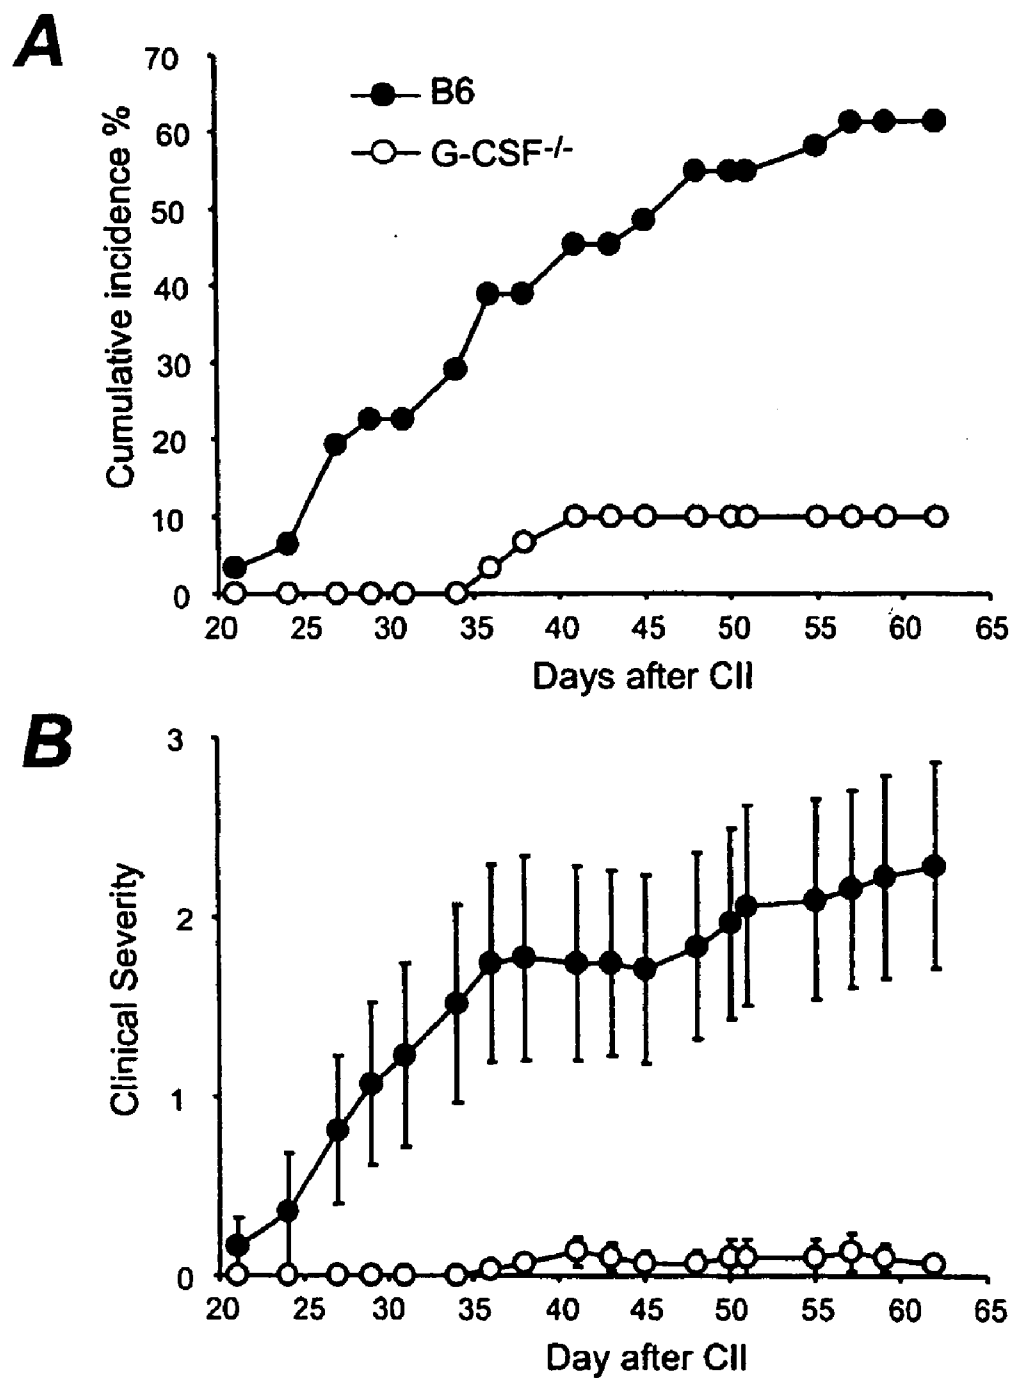 A
70
60
50
40
30
20
10
0
Cumulative incidence %
B6
G-CSF-/-
20 25 30 35 40 45 50 55 60 65
Days after CII
B
3
2
1
0
Clinical Severity
20 25 30 35 40 45 50 55 60 65
Day after CII